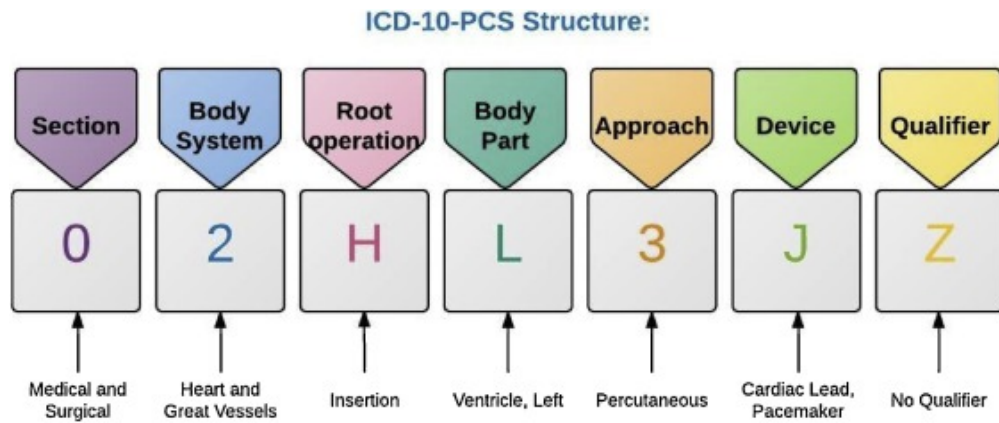 ICD-10-PCS Structure:
Section
Body
System
Root
operation
Body
Part
Approach
Device
Qualifier
0 2 H L 3 J Z
Medical and
Surgical
Heart and
Great Vessels
Insertion
Ventricle, Left
Percutaneous
Cardiac Lead,
Pacemaker
No Qualifier